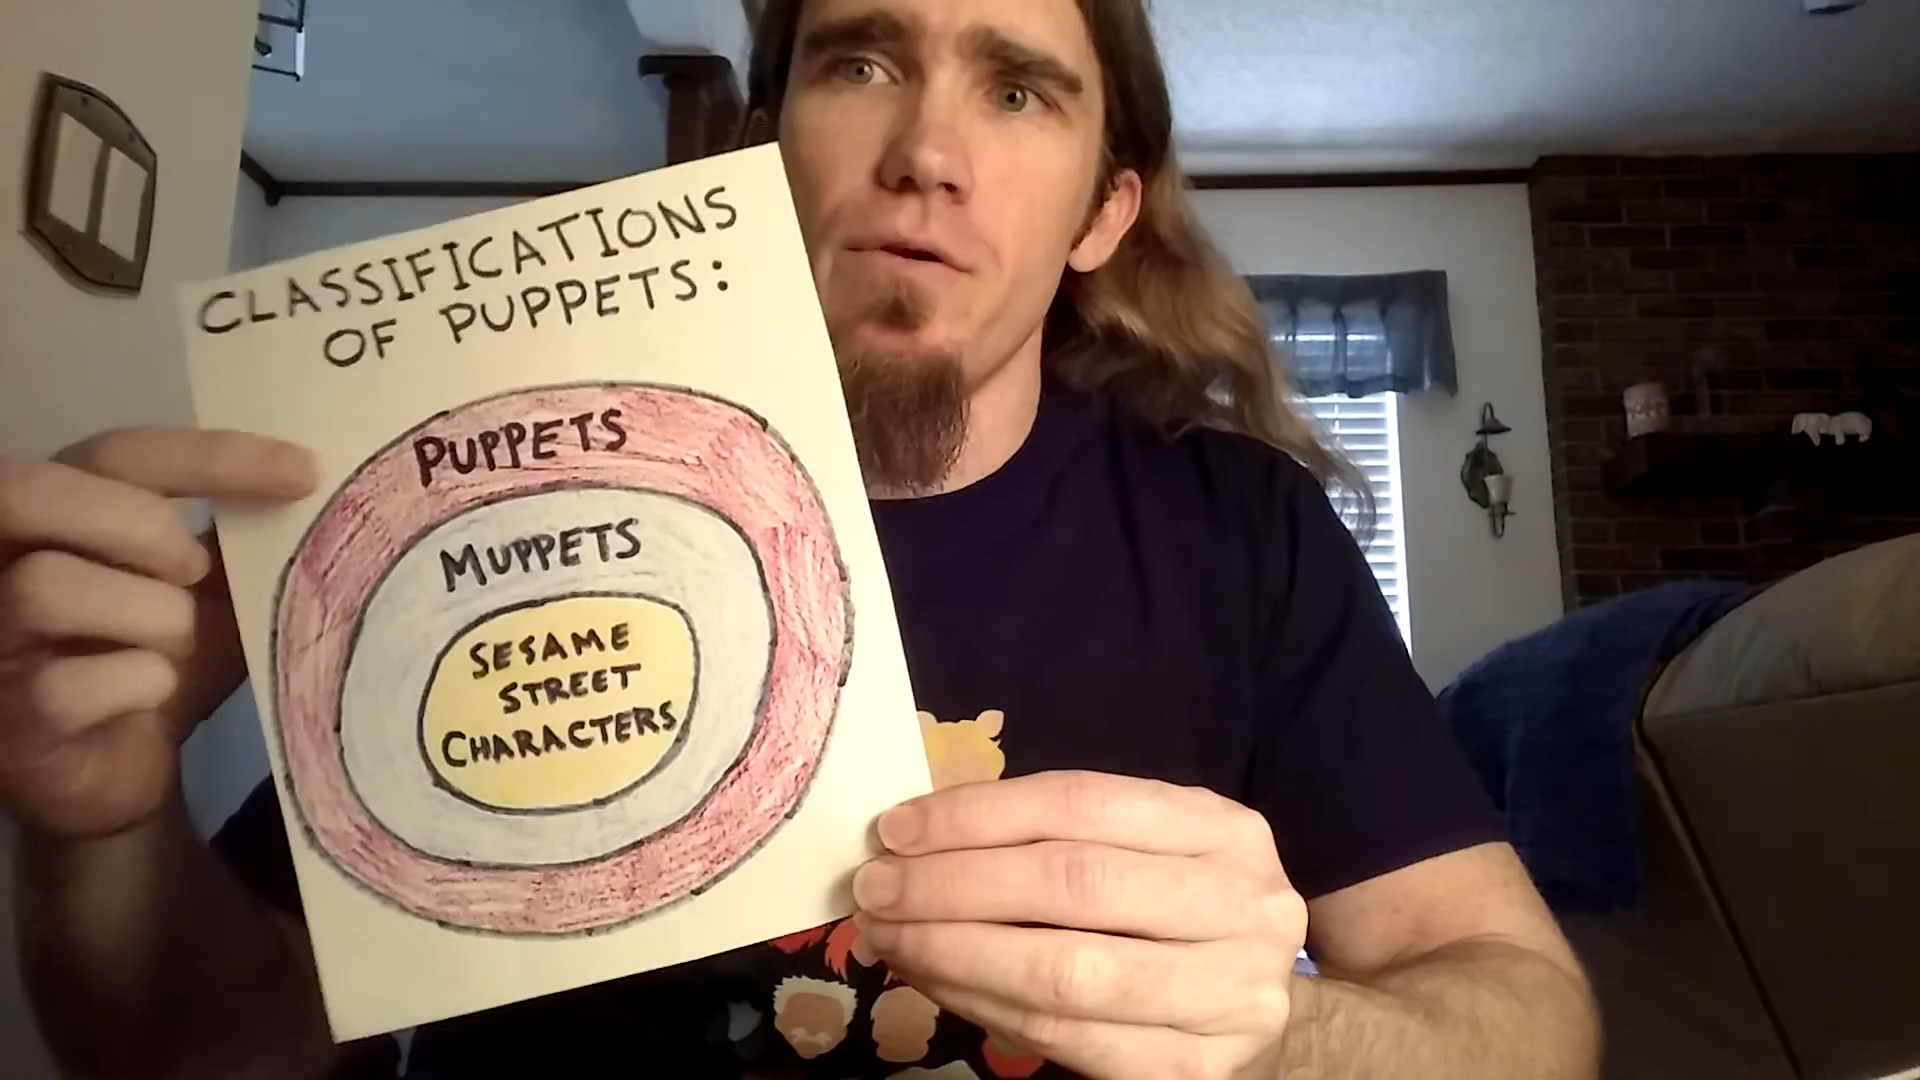 CLASSIFICATIONS
OF PUPPETS:
PUPPETS
MUPPETS
SESAME
STREET
CHARACTERS